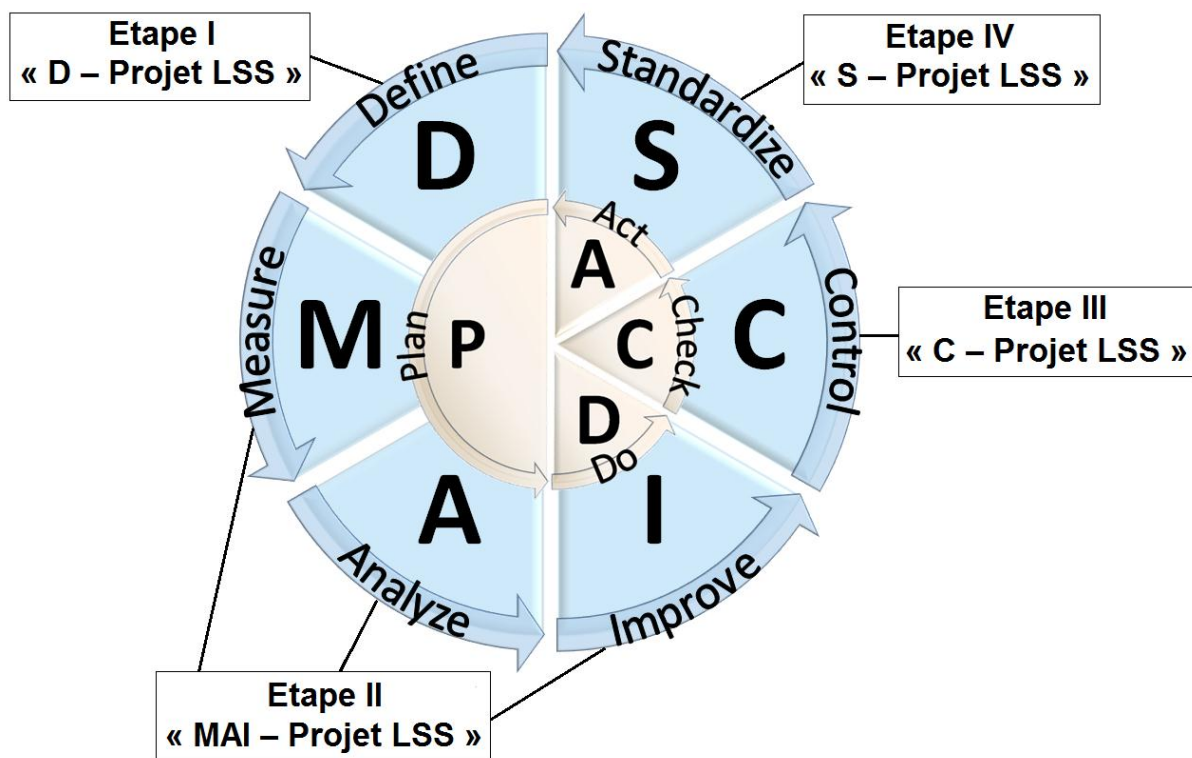 Etape I
« D – Projet LSS »
Etape IV
« S – Projet LSS »
Define
Standardize
D
S
Act
A
Measure
M
Plan
P
C
Check
C
Control
Etape III
« C – Projet LSS »
D
Do
A
I
Analyze
Improve
Etape II
« MAI – Projet LSS »